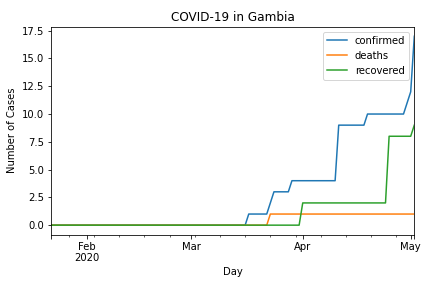 COVID-19 in Gambia
17.5
15.0
12.5
10.0
7.5
5.0
2.5
0.0
Number of Cases
confirmed
deaths
recovered
Feb
2020
Mar
Apr
May
Day